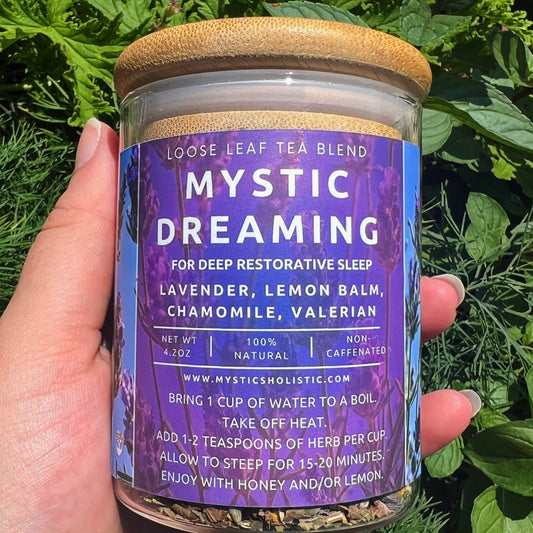 LOOSE LEAF TEA BLEND
MYSTIC
DREAMING
FOR DEEP RESTORATIVE SLEEP
LAVENDER, LEMON BALM,
CHAMOMILE, VALERIAN
NET WT
4.2OZ
100%
NATURAL
NON-
CAFFENATED
WWW.MYSTICSHOLISTIC.COM
BRING 1 CUP OF WATER TO A BOIL.
TAKE OFF HEAT.
ADD 1-2 TEASPOONS OF HERB PER CUP.
ALLOW TO STEEP FOR 15-20 MINUTES.
ENJOY WITH HONEY AND/OR LEMON.